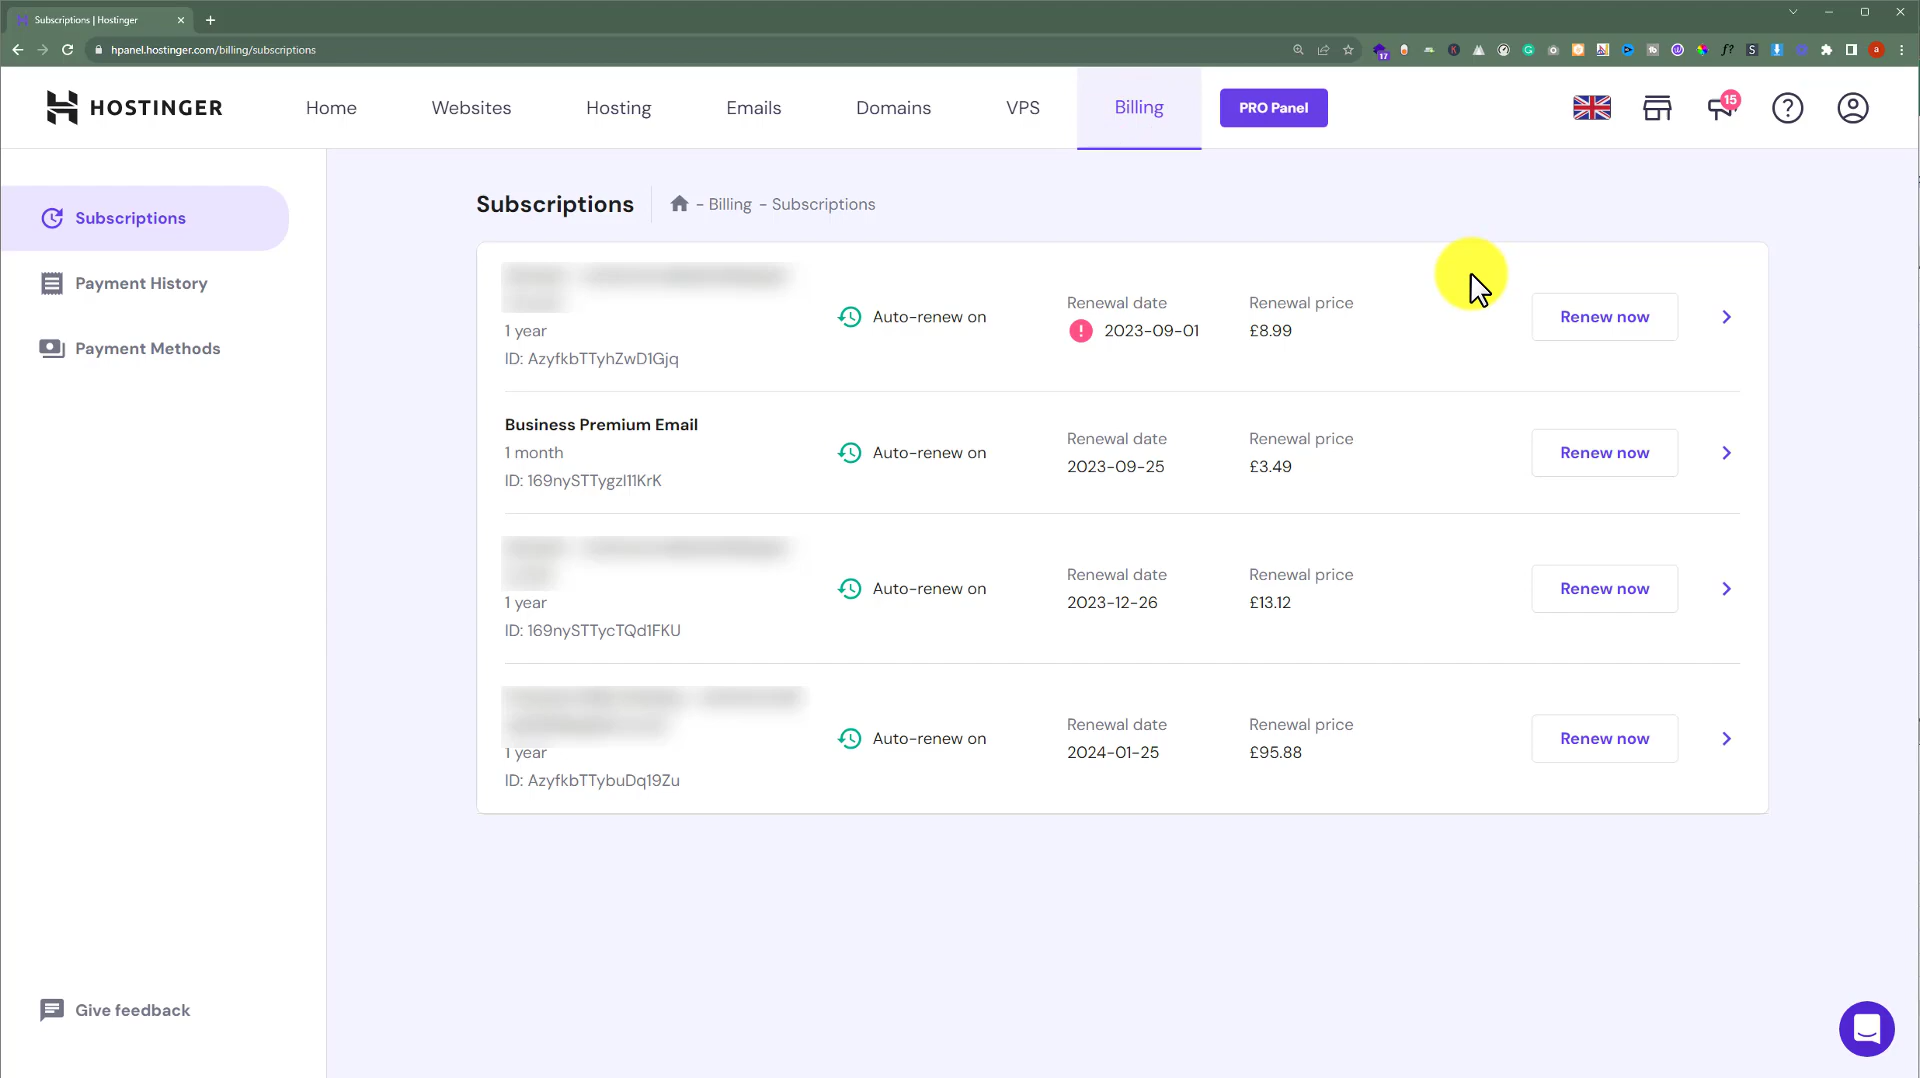 Subscriptions | Hostinger
hpanel.hostinger.com/billing/subscriptions
17
HOSTINGER
Home
Websites
Hosting
Emails
Domains
VPS
Billing
PRO Panel
15
Subscriptions
Payment History
Payment Methods
Subscriptions
- Billing - Subscriptions
1 year
ID: AzyfkbTTyhZwD1Gjq
Auto-renew on
Renewal date
2023-09-01
Renewal price
£8.99
Renew now
Business Premium Email
1 month
ID: 169nySTTygzI11KrK
Auto-renew on
Renewal date
2023-09-25
Renewal price
£3.49
Renew now
1 year
ID: 169nySTTycTQd1FKU
Auto-renew on
Renewal date
2023-12-26
Renewal price
£13.12
Renew now
1 year
ID: AzyfkbTTybuDq19Zu
Auto-renew on
Renewal date
2024-01-25
Renewal price
£95.88
Renew now
Give feedback